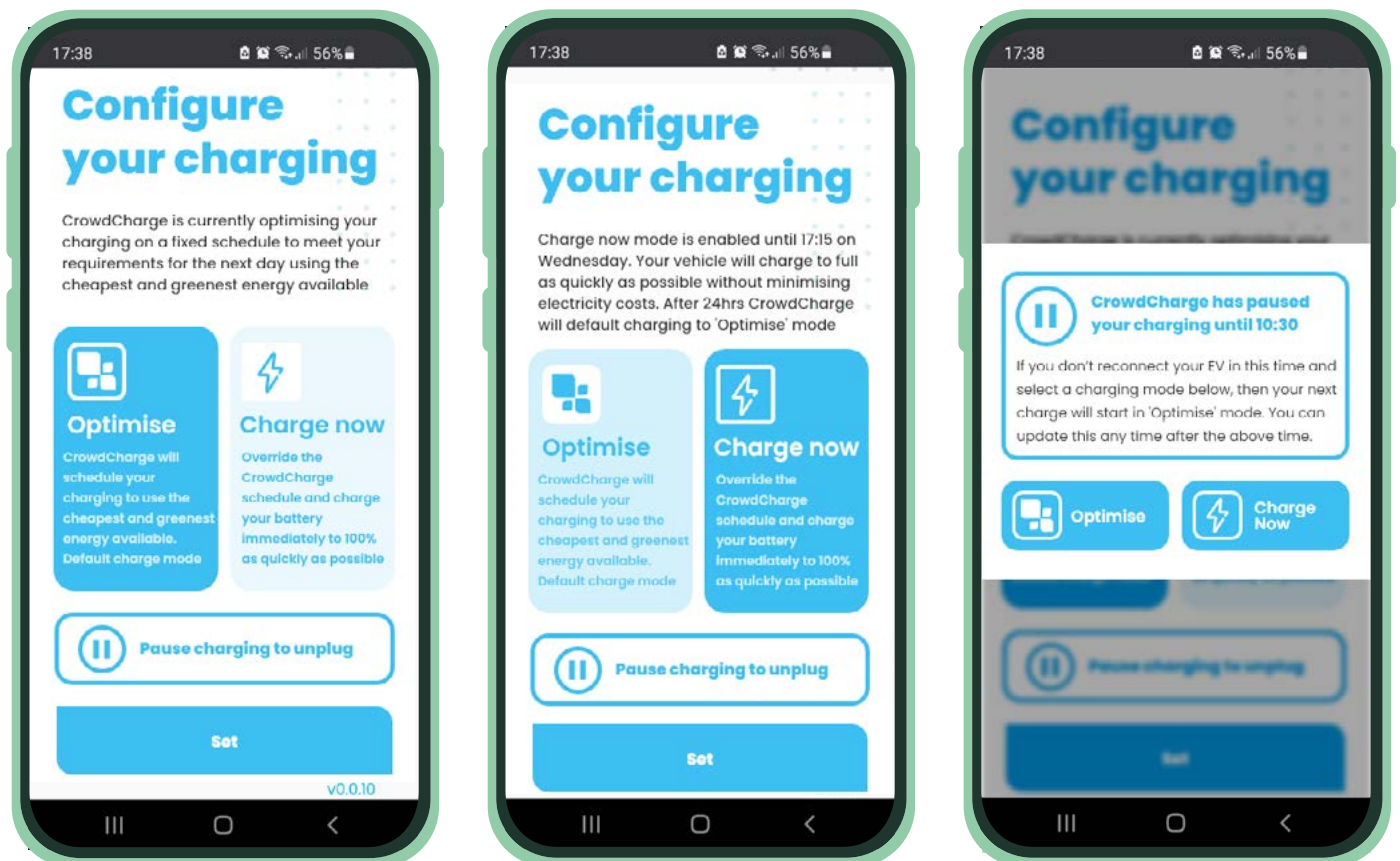 17:38
56%
Configure
your charging
CrowdCharge is currently optimising your
charging on a fixed schedule to meet your
requirements for the next day using the
cheapest and greenest energy available
Optimise
CrowdCharge will
schedule your
charging to use the
cheapest and greenest
energy available.
Default charge mode
Charge now
Override the
CrowdCharge
schedule and charge
your battery
immediately to 100%
as quickly as possible
Pause charging to unplug
Set
v0.0.10
17:38
56%
Configure
your charging
Charge now mode is enabled until 17:15 on
Wednesday. Your vehicle will charge to full
as quickly as possible without minimising
electricity costs. After 24hrs CrowdCharge
will default charging to 'Optimise' mode
Optimise
CrowdCharge will
schedule your
charging to use the
cheapest and greenest
energy available.
Default charge mode
Charge now
Override the
CrowdCharge
schedule and charge
your battery
immediately to 100%
as quickly as possible
Pause charging to unplug
Set
17:38
56%
Configure
your charging
CrowdCharge has paused
your charging until 10:30
If you don't reconnect your EV in this time and
select a charging mode below, then your next
charge will start in 'Optimise' mode. You can
update this any time after the above time.
Optimise
Charge
Now
Pause charging to unplug
Set